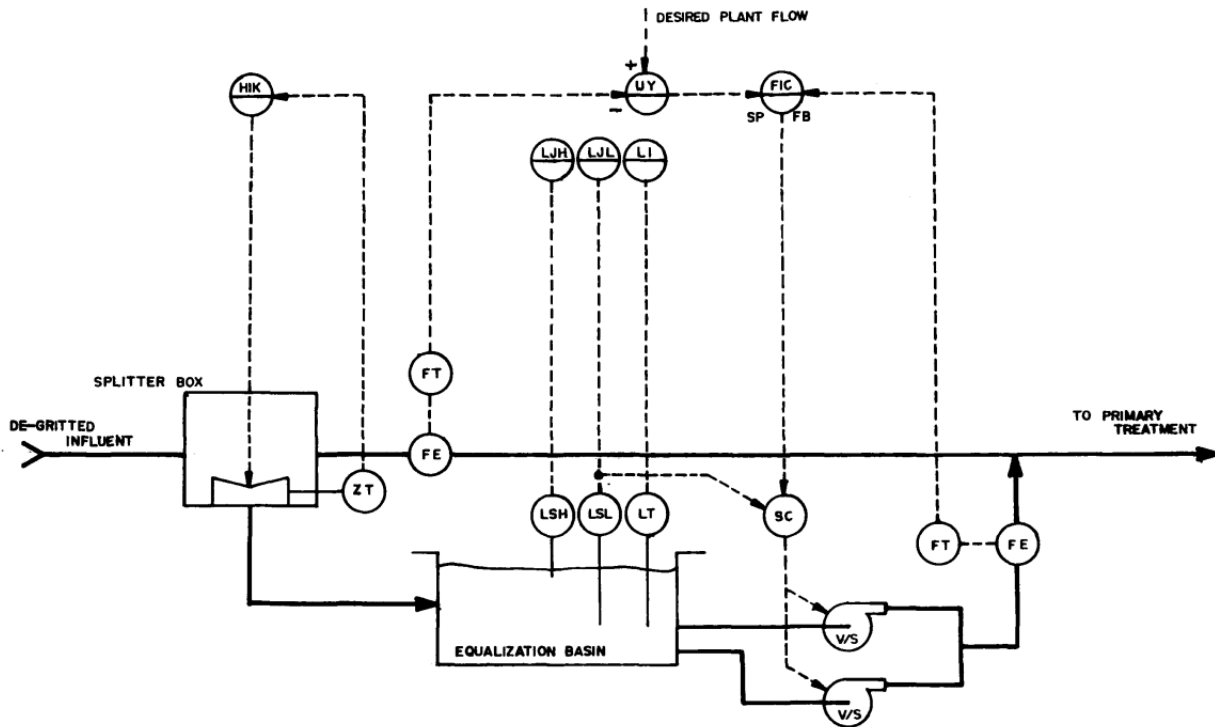 DESIRED PLANT FLOW
+
HIK
UY
FIC
-
SP
FB
LJH
LJL
LI
FT
SPLITTER BOX
DE-GRITTED
INFLUENT
TO PRIMARY
TREATMENT
FE
ZT
LSH
LSL
LT
SC
FT
FE
V/S
EQUALIZATION BASIN
V/S